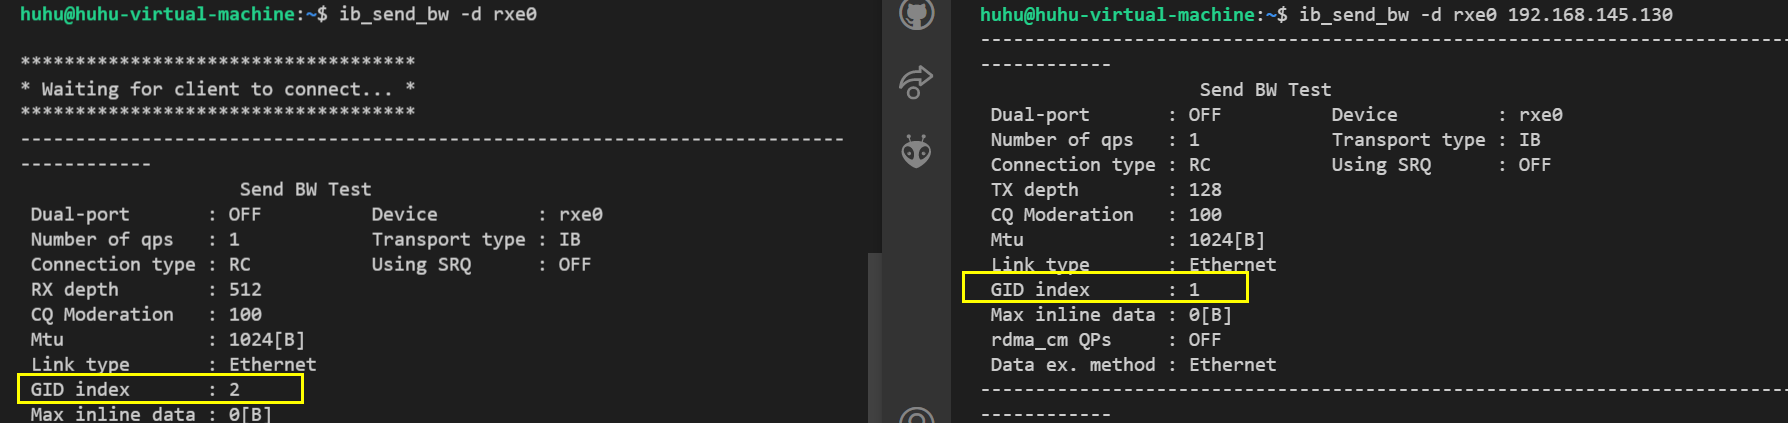 huhu@huhu-virtual-machine:~$ ib_send_bw -d rxe0
************************************
* Waiting for client to connect... *
************************************
---------------------------------------------------------------------------
------------
Send BW Test
Dual-port : OFF Device : rxe0
Number of qps : 1 Transport type : IB
Connection type : RC Using SRQ : OFF
RX depth : 512
CQ Moderation : 100
Mtu : 1024[B]
Link type : Ethernet
GID index : 2
Max inline data : 0[B]
huhu@huhu-virtual-machine:~$ ib_send_bw -d rxe0 192.168.145.130
---------------------------------------------------------------------------
------------
Send BW Test
Dual-port : OFF Device : rxe0
Number of qps : 1 Transport type : IB
Connection type : RC Using SRQ : OFF
TX depth : 128
CQ Moderation : 100
Mtu : 1024[B]
Link type : Ethernet
GID index : 1
Max inline data : 0[B]
rdma_cm QPs : OFF
Data ex. method : Ethernet
---------------------------------------------------------------------------
------------